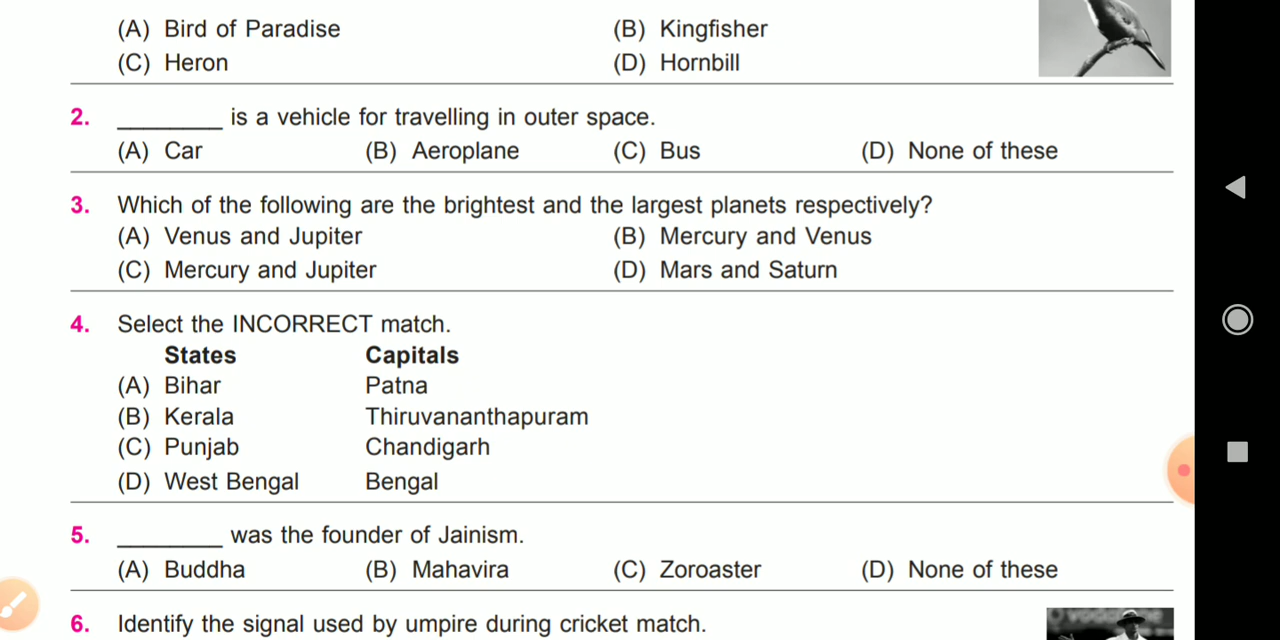 (A) Bird of Paradise (B) Kingfisher
(C) Heron (D) Hornbill
2. ________ is a vehicle for travelling in outer space.
(A) Car (B) Aeroplane (C) Bus (D) None of these
3. Which of the following are the brightest and the largest planets respectively?
(A) Venus and Jupiter (B) Mercury and Venus
(C) Mercury and Jupiter (D) Mars and Saturn
4. Select the INCORRECT match.
States Capitals
(A) Bihar Patna
(B) Kerala Thiruvananthapuram
(C) Punjab Chandigarh
(D) West Bengal Bengal
5. ________ was the founder of Jainism.
(A) Buddha (B) Mahavira (C) Zoroaster (D) None of these
6. Identify the signal used by umpire during cricket match.